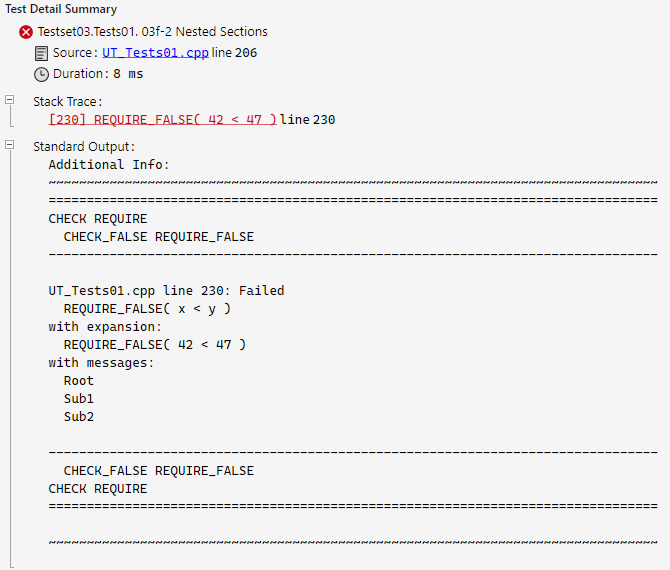 Test Detail Summary
Testset03.Tests01. 03f-2 Nested Sections
Source: UT_Tests01.cpp line 206
Duration: 8 ms
Stack Trace:
[230] REQUIRE_FALSE( 42 < 47 ) line 230
Standard Output:
Additional Info:
~~~~~~~~~~~~~~~~~~~~~~~~~~~~~~~~~~~~~~~~~~~~~~~~~~~~~~~~~~~~~~~~~~~~~~~~~~~~~~~~
================================================================================
CHECK REQUIRE
CHECK_FALSE REQUIRE_FALSE
--------------------------------------------------------------------------------
UT_Tests01.cpp line 230: Failed
REQUIRE_FALSE( x < y )
with expansion:
REQUIRE_FALSE( 42 < 47 )
with messages:
Root
Sub1
Sub2
--------------------------------------------------------------------------------
CHECK_FALSE REQUIRE_FALSE
CHECK REQUIRE
================================================================================
~~~~~~~~~~~~~~~~~~~~~~~~~~~~~~~~~~~~~~~~~~~~~~~~~~~~~~~~~~~~~~~~~~~~~~~~~~~~~~~~